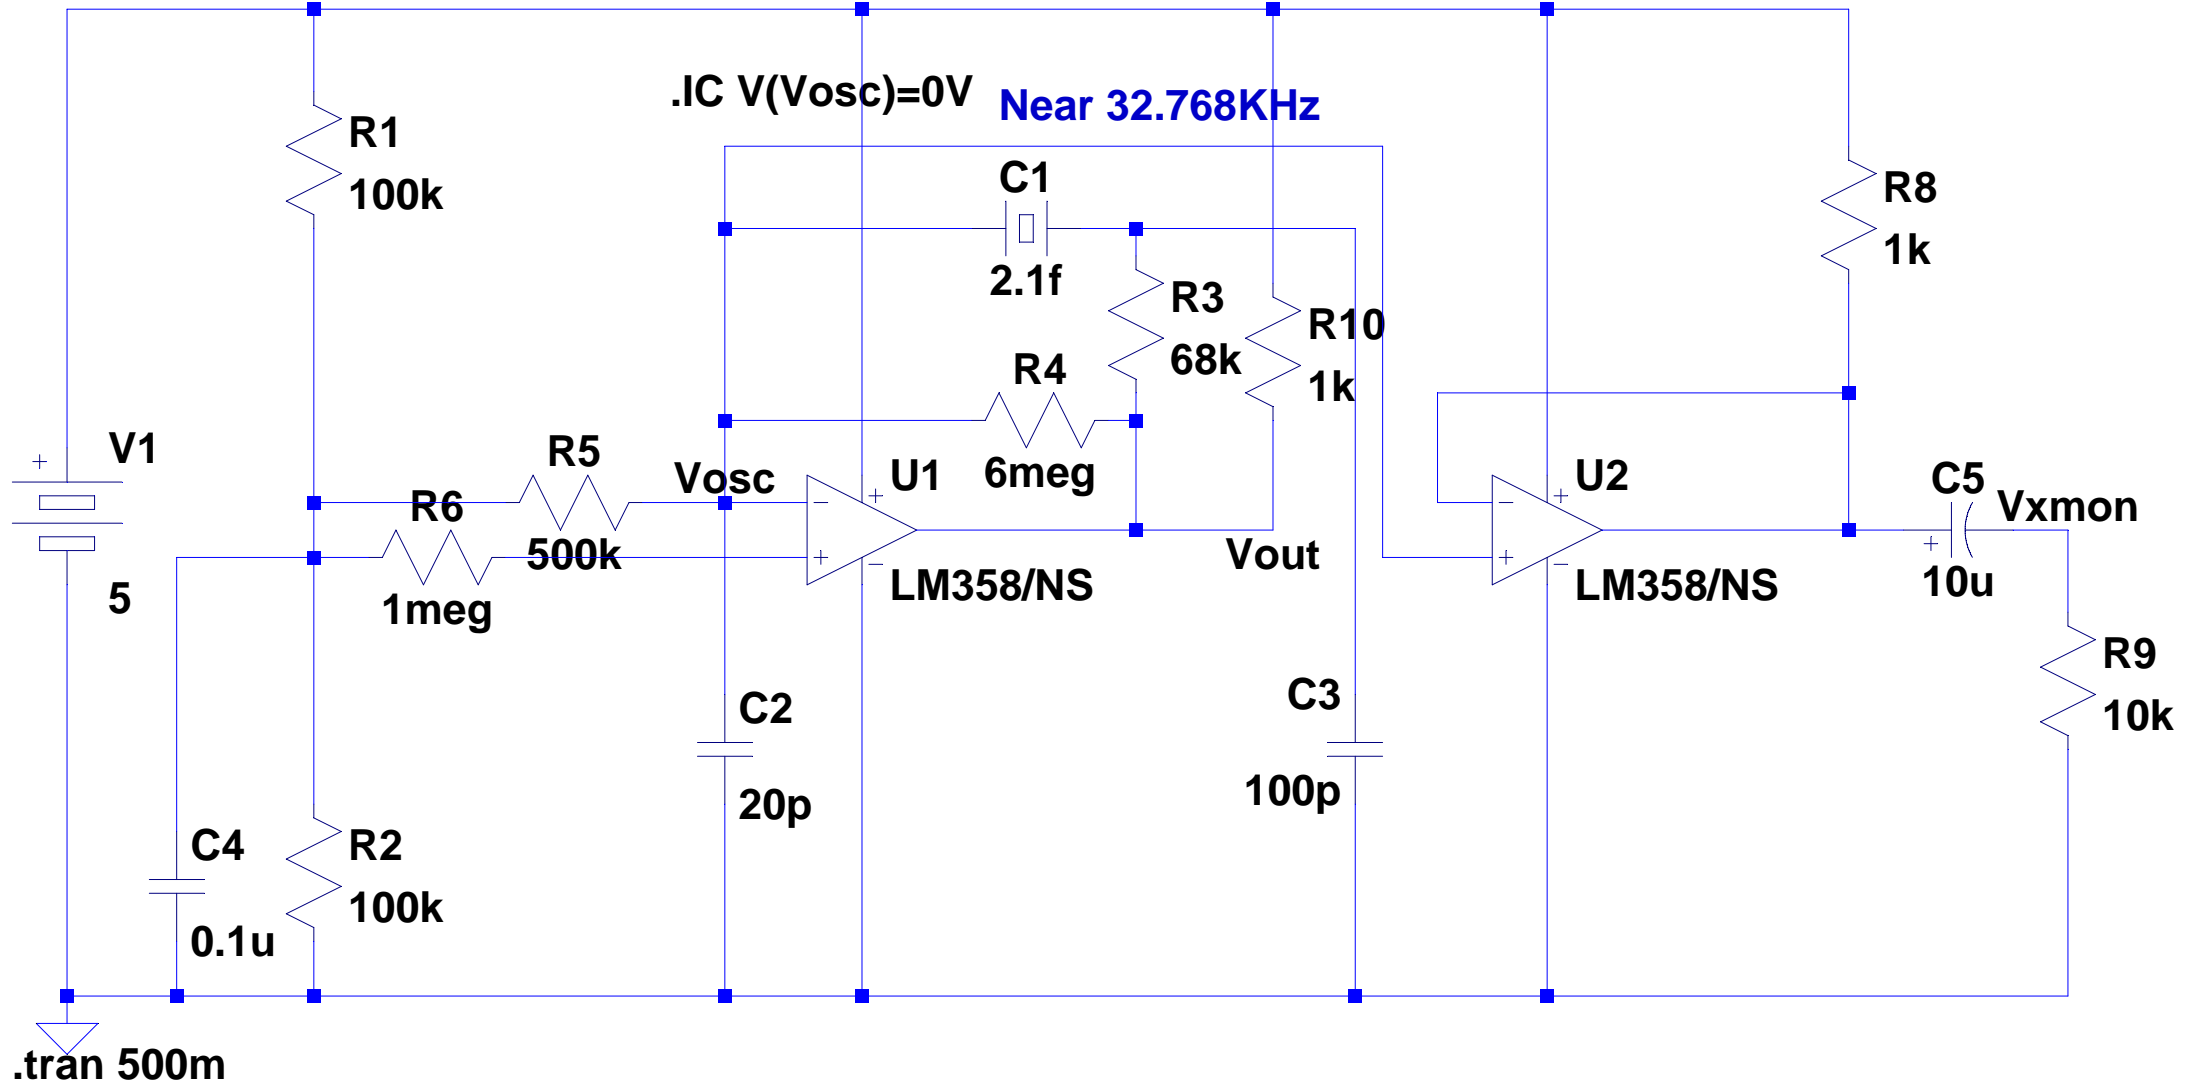 .IC V(Vosc)=0V
Near 32.768KHz
R1
100k
C1
2.1f
R8
1k
R3
68k
R10
1k
R4
6meg
V1
+
5
R5
500k
Vosc
R6
1meg
U1
LM358/NS
−
+
+
−
Vout
U2
LM358/NS
−
+
+
−
C5
+
10u
Vxmon
R9
10k
C2
20p
C3
100p
C4
0.1u
R2
100k
.tran 500m